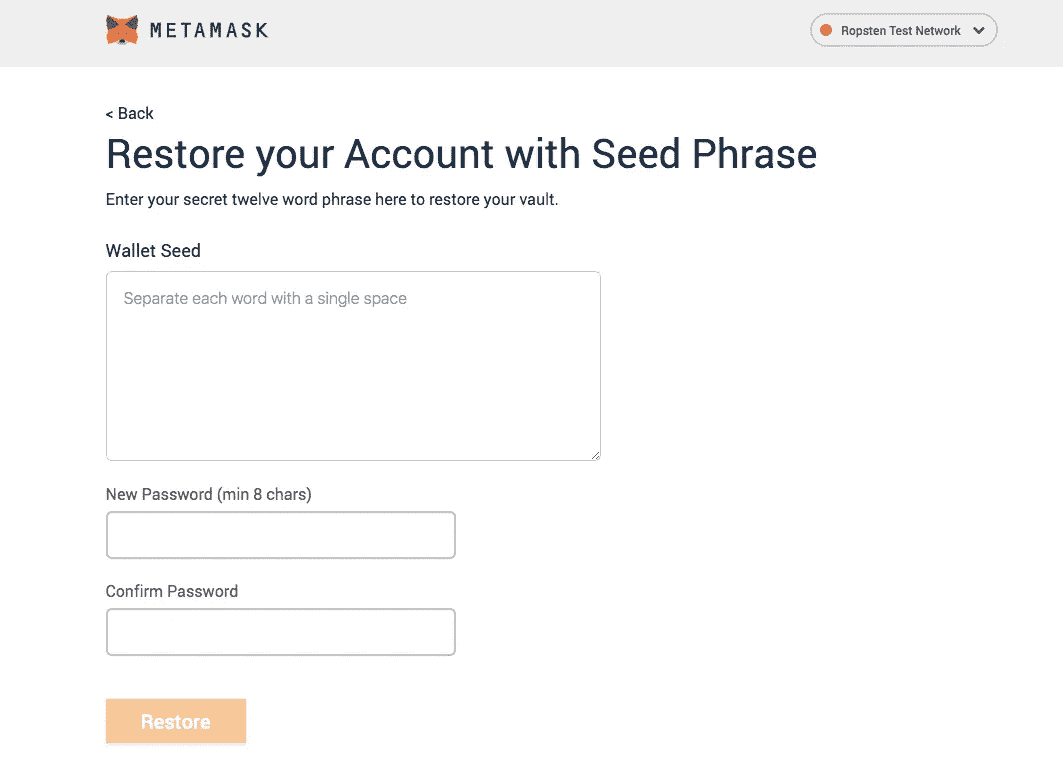 METAMASK
Ropsten Test Network
< Back
Restore your Account with Seed Phrase
Enter your secret twelve word phrase here to restore your vault.
Wallet Seed
Separate each word with a single space
New Password (min 8 chars)
Confirm Password
Restore